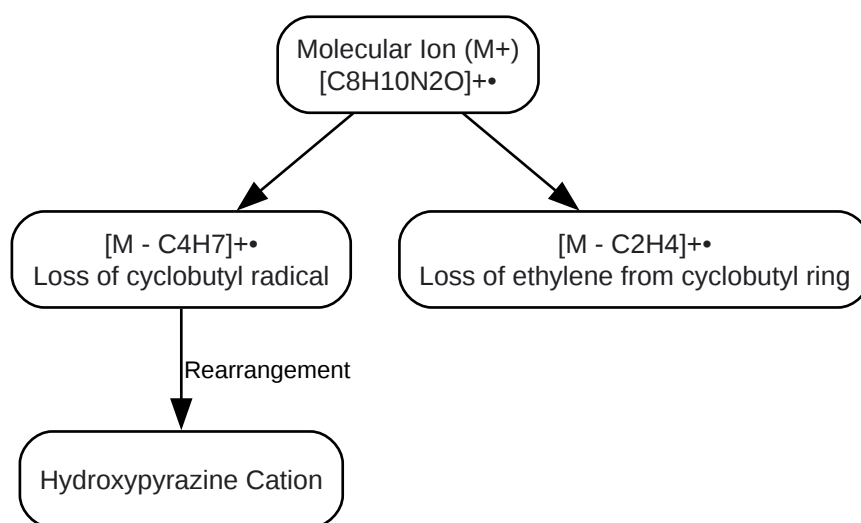 Molecular Ion (M+)
[C8H10N2O]+•
[M - C4H7]+•
Loss of cyclobutyl radical
[M - C2H4]+•
Loss of ethylene from cyclobutyl ring
Rearrangement
Hydroxypyrazine Cation